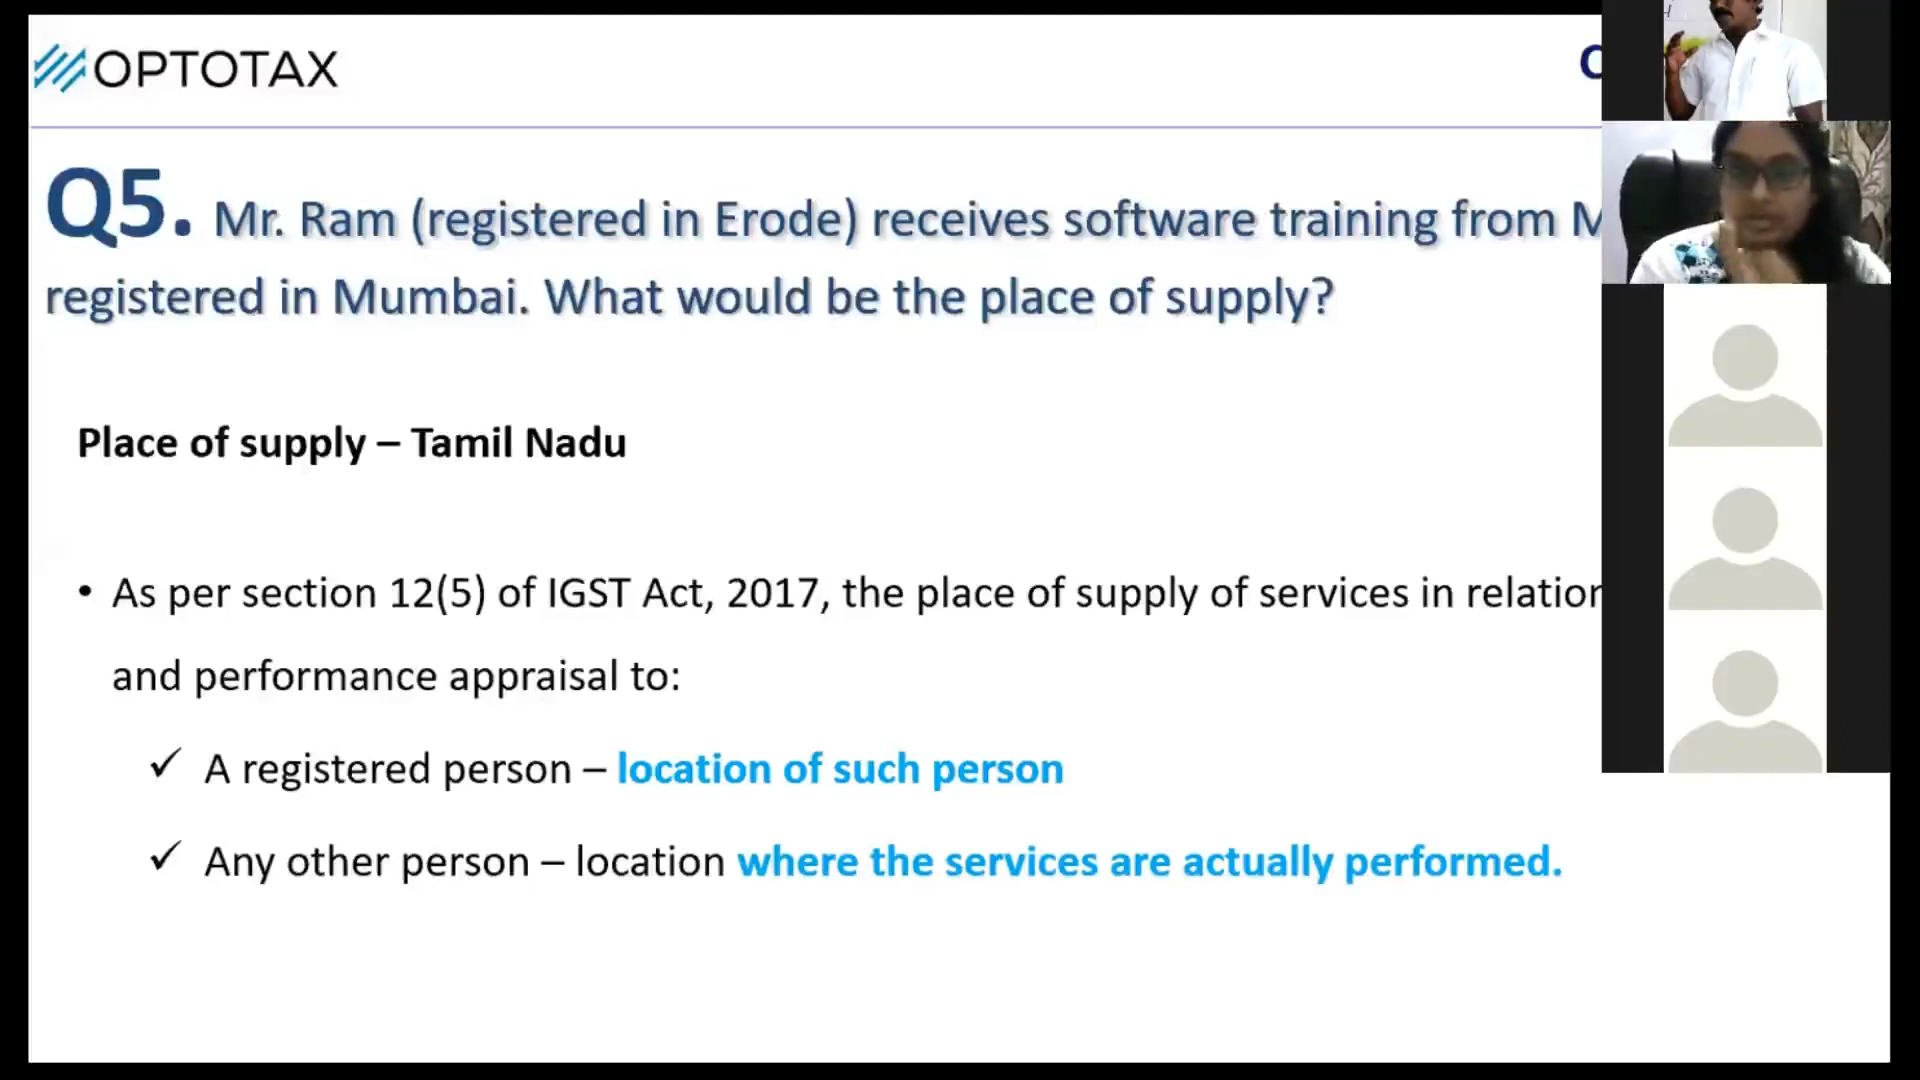 OPTOTAX
Q5. Mr. Ram (registered in Erode) receives software training from
registered in Mumbai. What would be the place of supply?
Place of supply – Tamil Nadu
• As per section 12(5) of IGST Act, 2017, the place of supply of services in
and performance appraisal to:
✓ A registered person – location of such person
✓ Any other person – location where the services are actually performed.